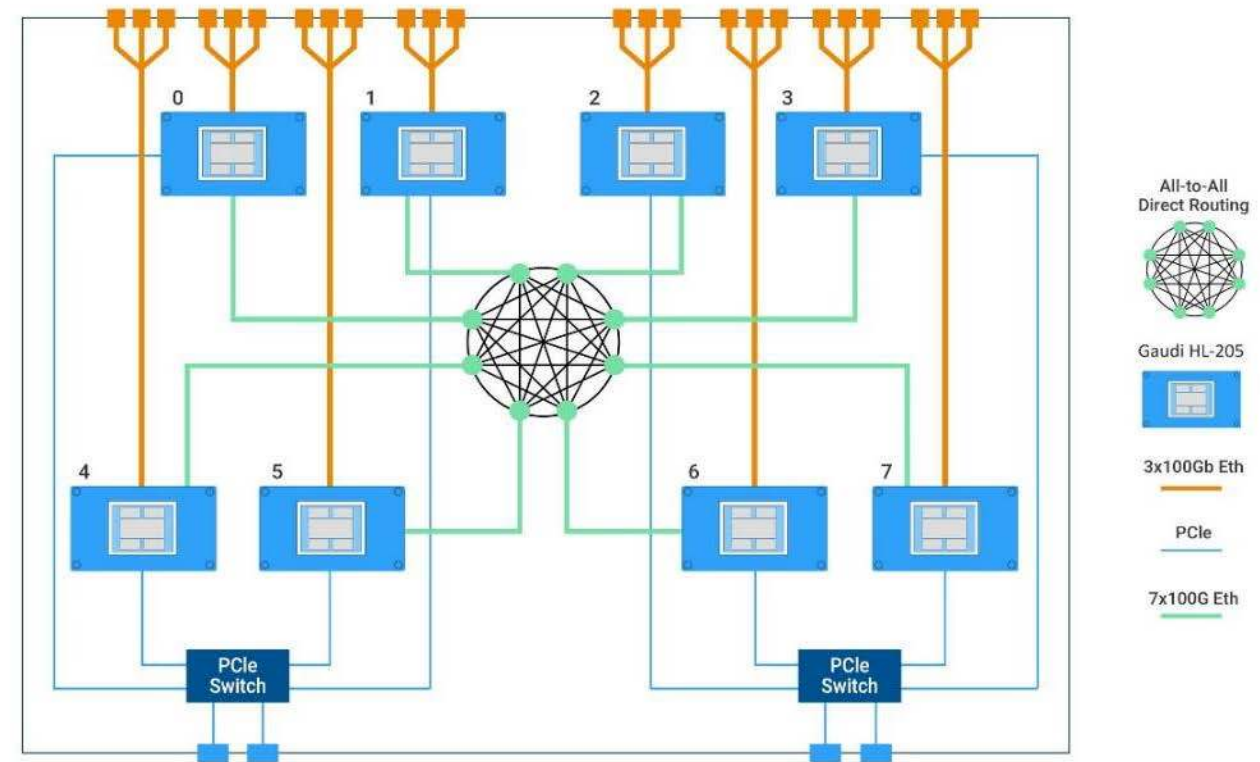 0
1
2
3
4
5
6
7
PCIe
Switch
PCIe
Switch
All-to-All
Direct Routing
Gaudi HL-205
3x100Gb Eth
PCIe
7x100G Eth